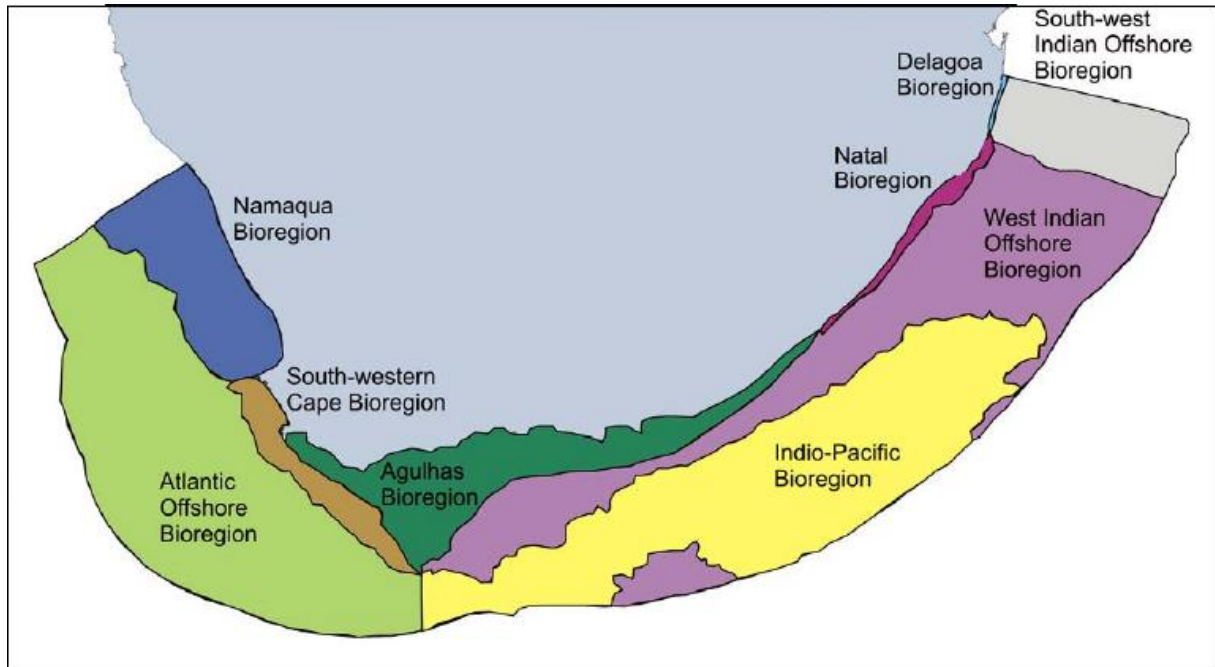 South-west
Indian Offshore
Bioregion
Delagoa
Bioregion
Natal
Bioregion
Namaqua
Bioregion
West Indian
Offshore
Bioregion
South-western
Cape Bioregion
Agulhas
Bioregion
Indio-Pacific
Bioregion
Atlantic
Offshore
Bioregion